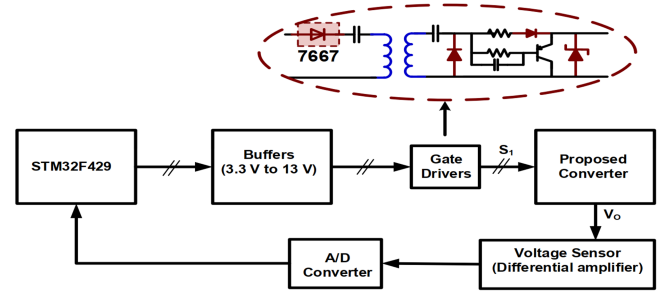 7667
STM32F429
Buffers
(3.3 V to 13 V)
Gate
Drivers
S1
Proposed
Converter
VO
A/D
Converter
Voltage Sensor
(Differential amplifier)